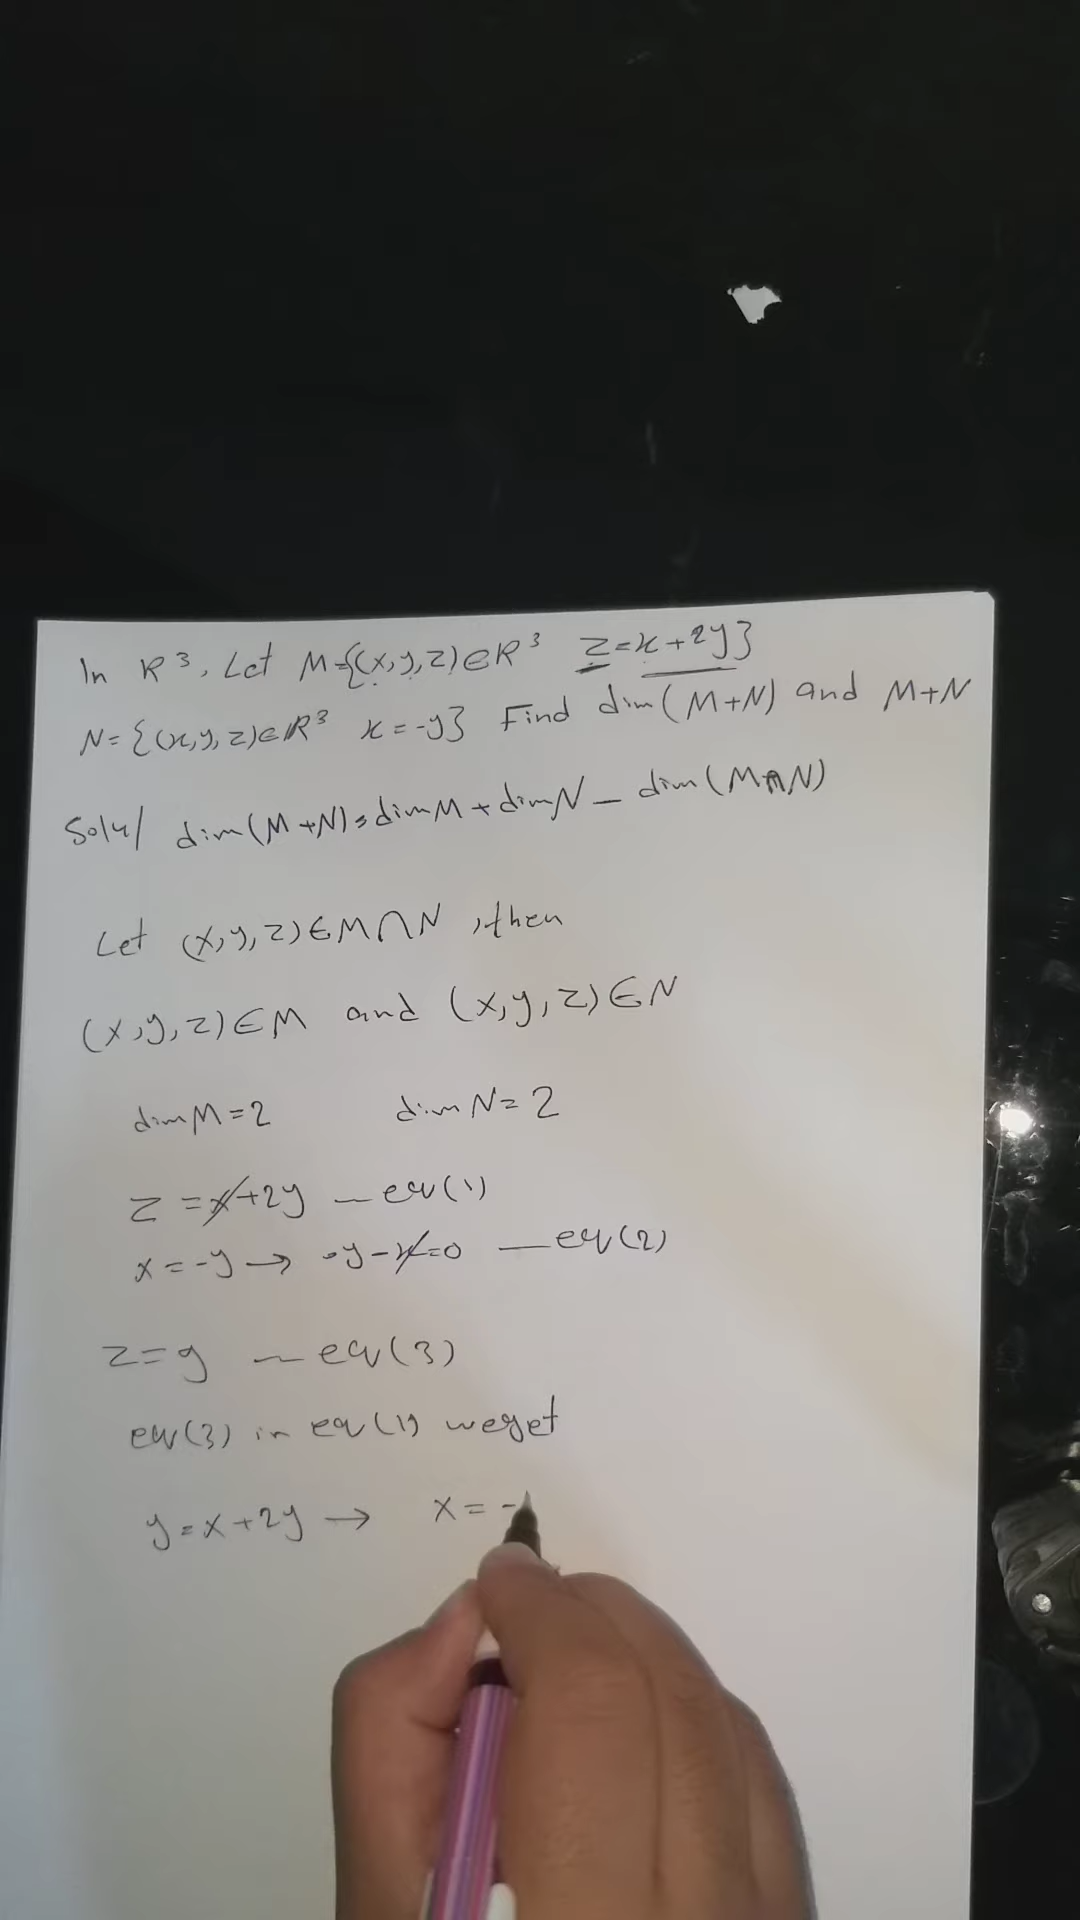 In R³, Let M={(x,y,z)∈R³ z=x+2y}
N={(x,y,z)∈R³ x=-y} Find dim(M+N) and M+N
dim(M+N)=dimM+dimN-dim(M∩N)
Let (x,y,z)∈M∩N, then
(x,y,z)∈M and (x,y,z)∈N
dimM=2 dimN=2
z=x+2y — eq(1)
x=-y→ -y-x=0 — eq(2)
z=y — eq(3)
eq(3) in eq(1) we get
y=x+2y → x=-